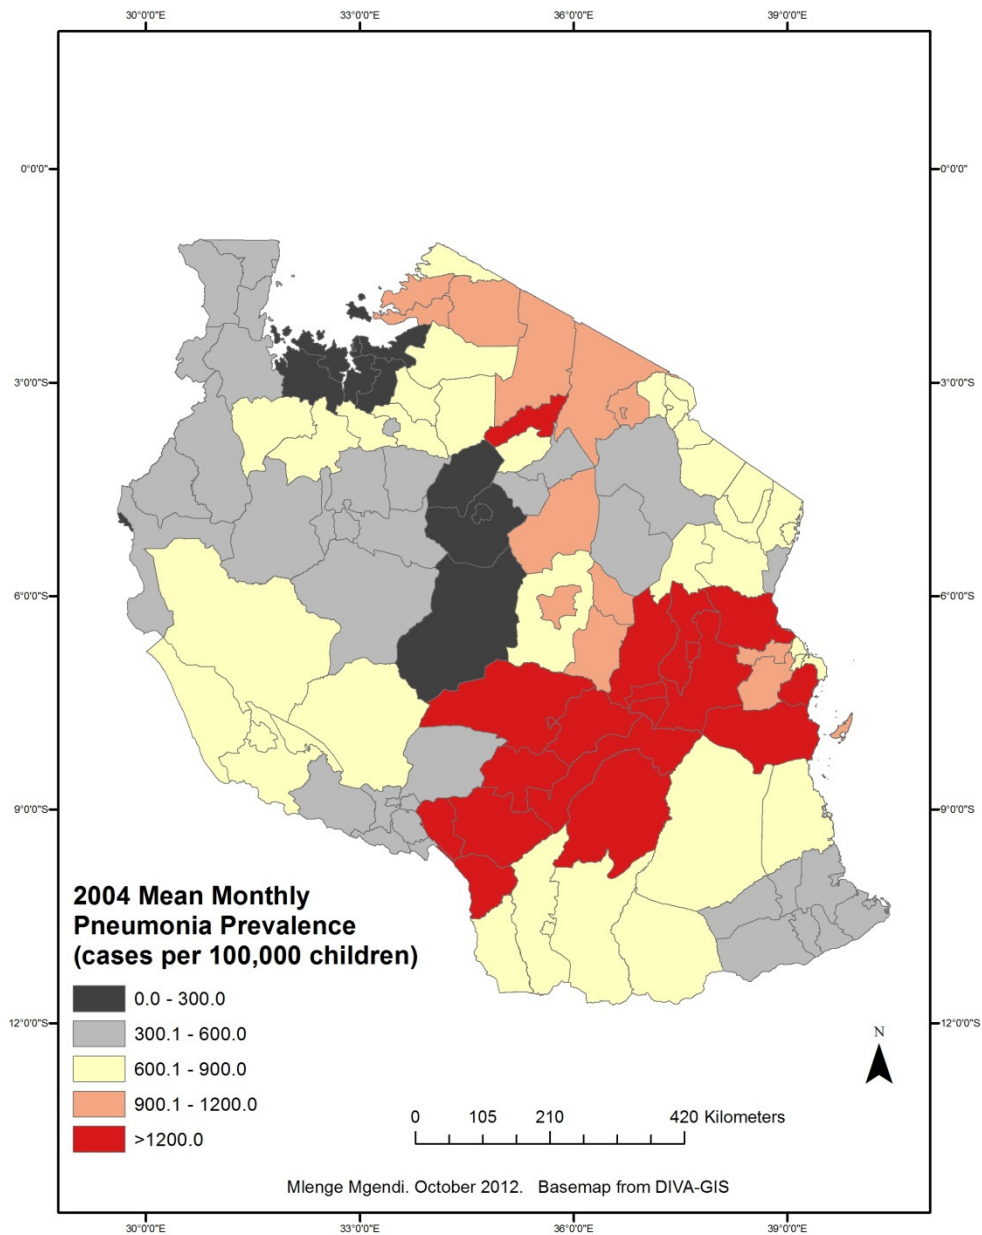 30°0'0"E 33°0'0"E 36°0'0"E 39°0'0"E
0°0'0" 0°0'0"
3°0'0"S 3°0'0"S
6°0'0"S 6°0'0"S
9°0'0"S 9°0'0"S
2004 Mean Monthly
Pneumonia Prevalence
(cases per 100,000 children)
0.0 - 300.0
300.1 - 600.0
12°0'0"S 12°0'0"S
N
600.1 - 900.0
900.1 - 1200.0
>1200.0
0 105 210 420 Kilometers
Mlenge Mgendi. October 2012. Basemap from DIVA-GIS
30°0'0"E 33°0'0"E 36°0'0"E 39°0'0"E